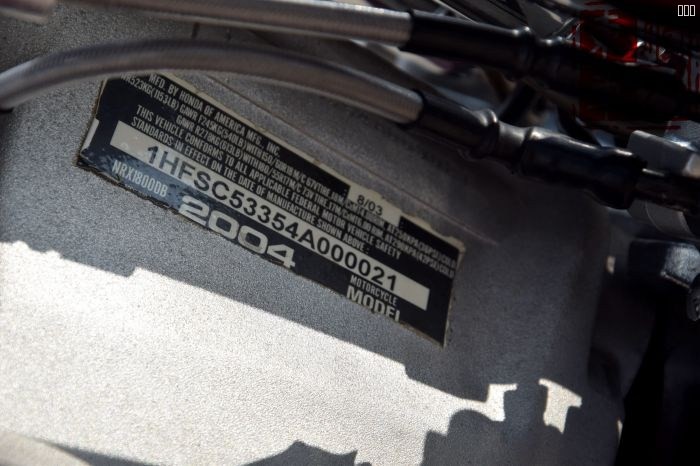 MFD. BY HONDA OF AMERICA MFG., INC.
8/03
THIS VEHICLE CONFORMS TO ALL APPLICABLE FEDERAL MOTOR VEHICLE SAFETY
STANDARDS IN EFFECT ON THE DATE OF MANUFACTURE SHOWN ABOVE.
1HFSC53354A000021
NRX1800DB
MOTORCYCLE
2004 MODEL